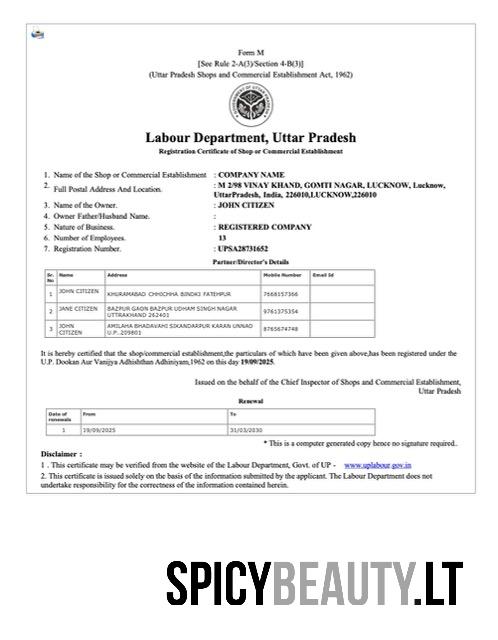 Form M
[See Rule 2-A(3)/Section 4-B(3)]
(Uttar Pradesh Shops and Commercial Establishment Act, 1962)
Labour Department, Uttar Pradesh
Registration Certificate of Shop or Commercial Establishment
1. Name of the Shop or Commercial Establishment : COMPANY NAME
2. Full Postal Address And Location. : M 2/98 VINAY KHAND, GOMTI NAGAR, LUCKNOW, Lucknow, UttarPradesh, India, 226010,LUCKNOW,226010
3. Name of the Owner. : JOHN CITIZEN
4. Owner Father/Husband Name. :
5. Nature of Business. : REGISTERED COMPANY
6. Number of Employees. 13
7. Registration Number. : UPSA28731652
Partner/Director's Details
Sr. No Name Address Mobile Number Email Id
1 JOHN CITIZEN KHURAMABAD CHHICHHA BINDKI FATEHPUR 7668157366
2 JANE CITIZEN BAZPUR GAON BAZPUR UDHAM SINGH NAGAR UTTRAKHAND 262401 9761375354
3 JOHN CITIZEN AMILAHA BHADAVAHI SIKANDARPUR KARAN UNNAO U.P.,209801 8765674748
It is hereby certified that the shop/commercial establishment,the particulars of which have been given above,has been registered under the
U.P. Dookan Aur Vanijya Adhishthan Adhiniyam,1962 on this day 19/09/2025.
Issued on the behalf of the Chief Inspector of Shops and Commercial Establishment,
Uttar Pradesh
Renewal
Date of renewals From To
1 19/09/2025 31/03/2030
* This is a computer generated copy hence no signature required..
Disclaimer :
1 . This certificate may be verified from the website of the Labour Department, Govt. of UP - www.uplabour.gov.in
2. This certificate is issued solely on the basis of the information submitted by the applicant. The Labour Department does not
undertake responsibility for the correctness of the information contained herein.
SPICYBEAUTY.LT